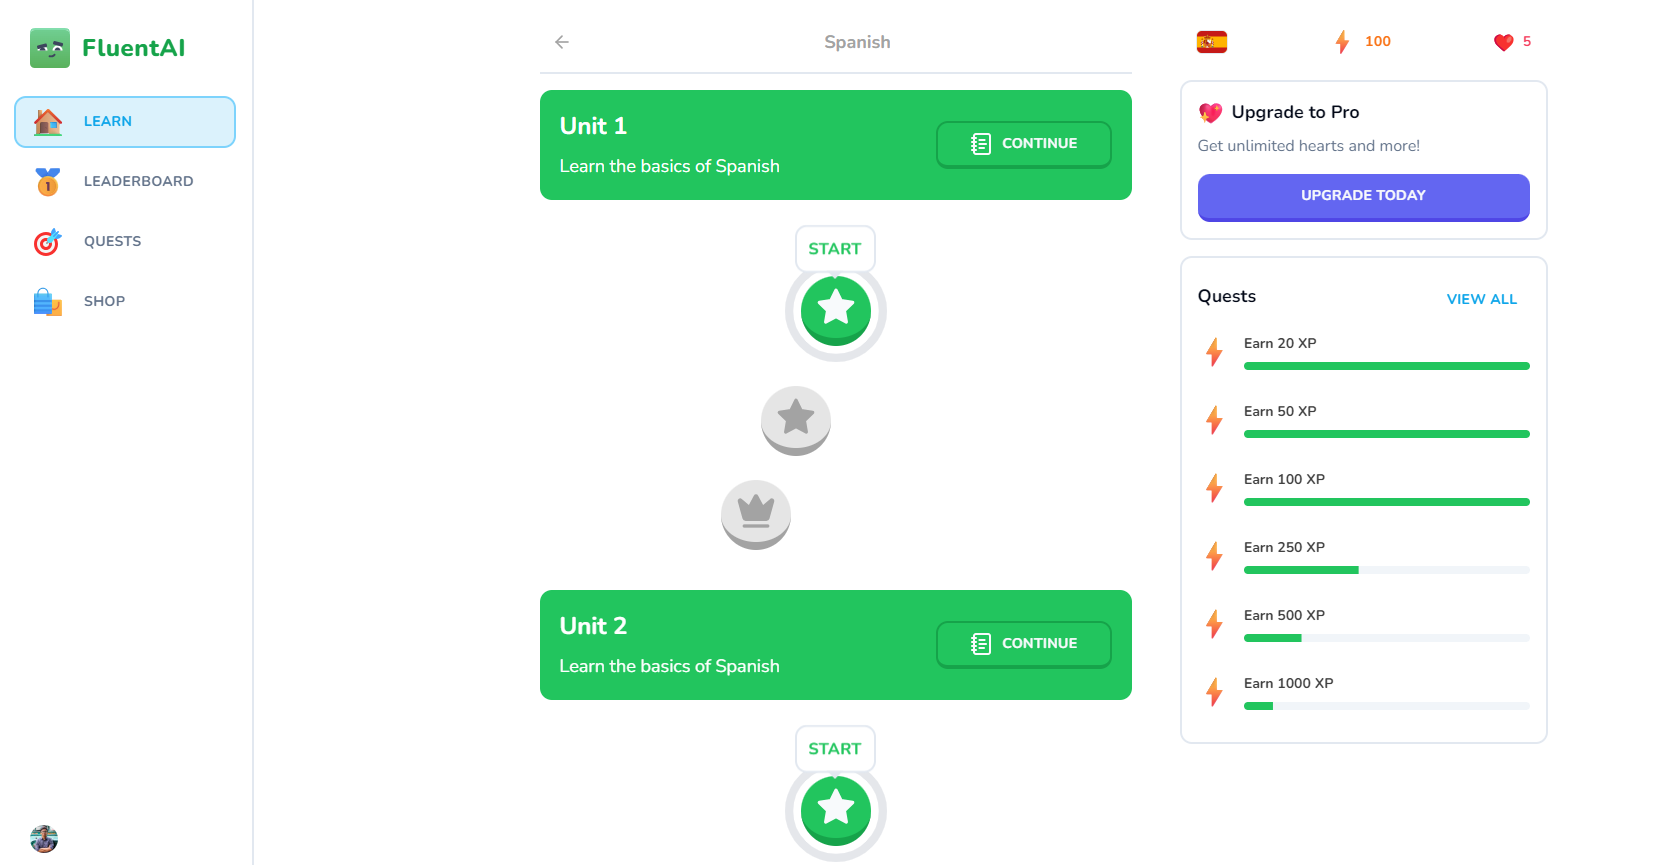 FluentAI
LEARN
LEADERBOARD
QUESTS
SHOP
Spanish
Unit 1
Learn the basics of Spanish
CONTINUE
START
Unit 2
Learn the basics of Spanish
CONTINUE
START
100
5
Upgrade to Pro
Get unlimited hearts and more!
UPGRADE TODAY
Quests
VIEW ALL
Earn 20 XP
Earn 50 XP
Earn 100 XP
Earn 250 XP
Earn 500 XP
Earn 1000 XP